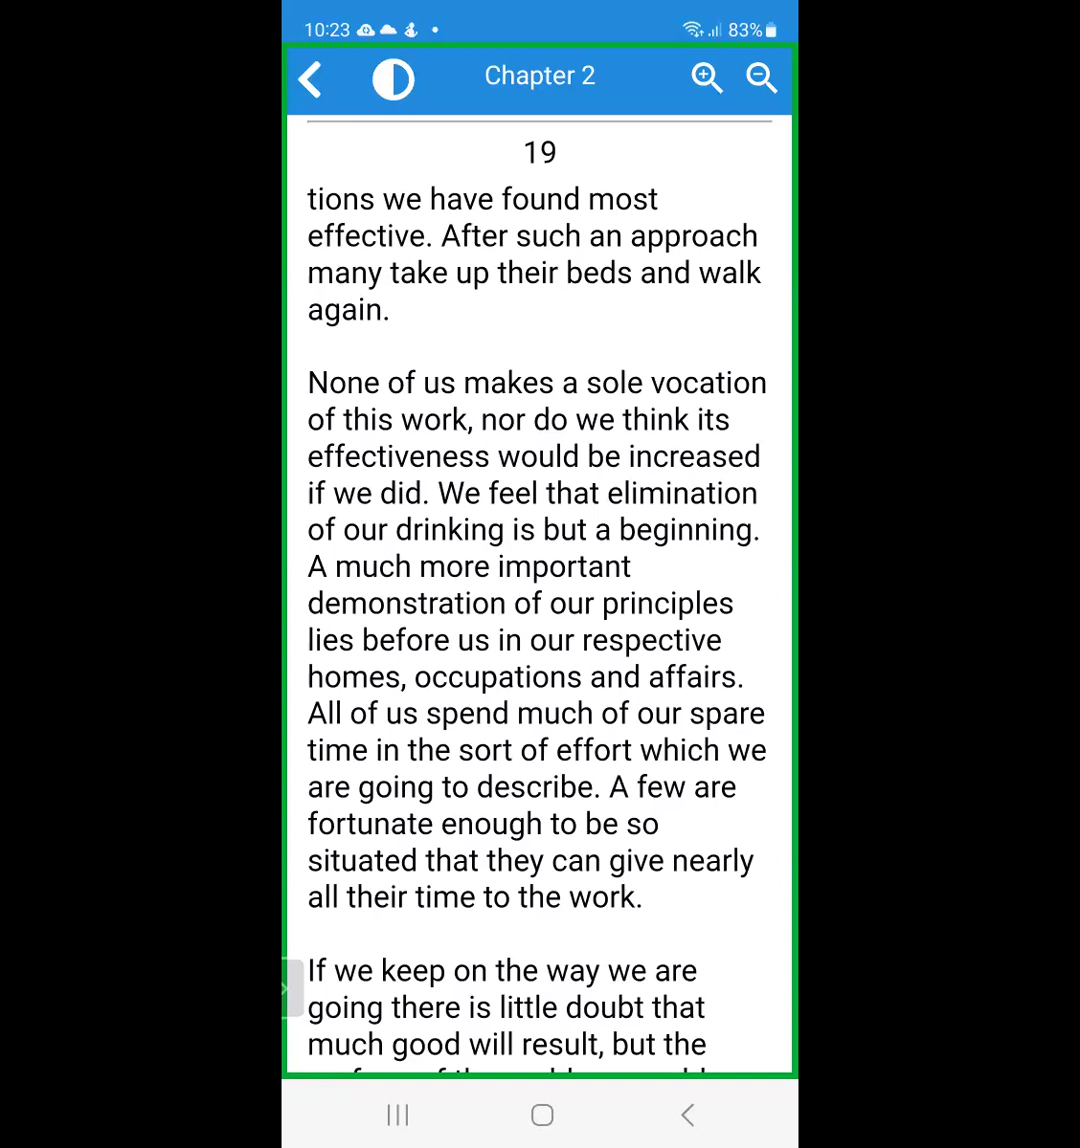 10:23
83%
Chapter 2
19
tions we have found most
effective. After such an approach
many take up their beds and walk
again.
None of us makes a sole vocation
of this work, nor do we think its
effectiveness would be increased
if we did. We feel that elimination
of our drinking is but a beginning.
A much more important
demonstration of our principles
lies before us in our respective
homes, occupations and affairs.
All of us spend much of our spare
time in the sort of effort which we
are going to describe. A few are
fortunate enough to be so
situated that they can give nearly
all their time to the work.
If we keep on the way we are
going there is little doubt that
much good will result, but the